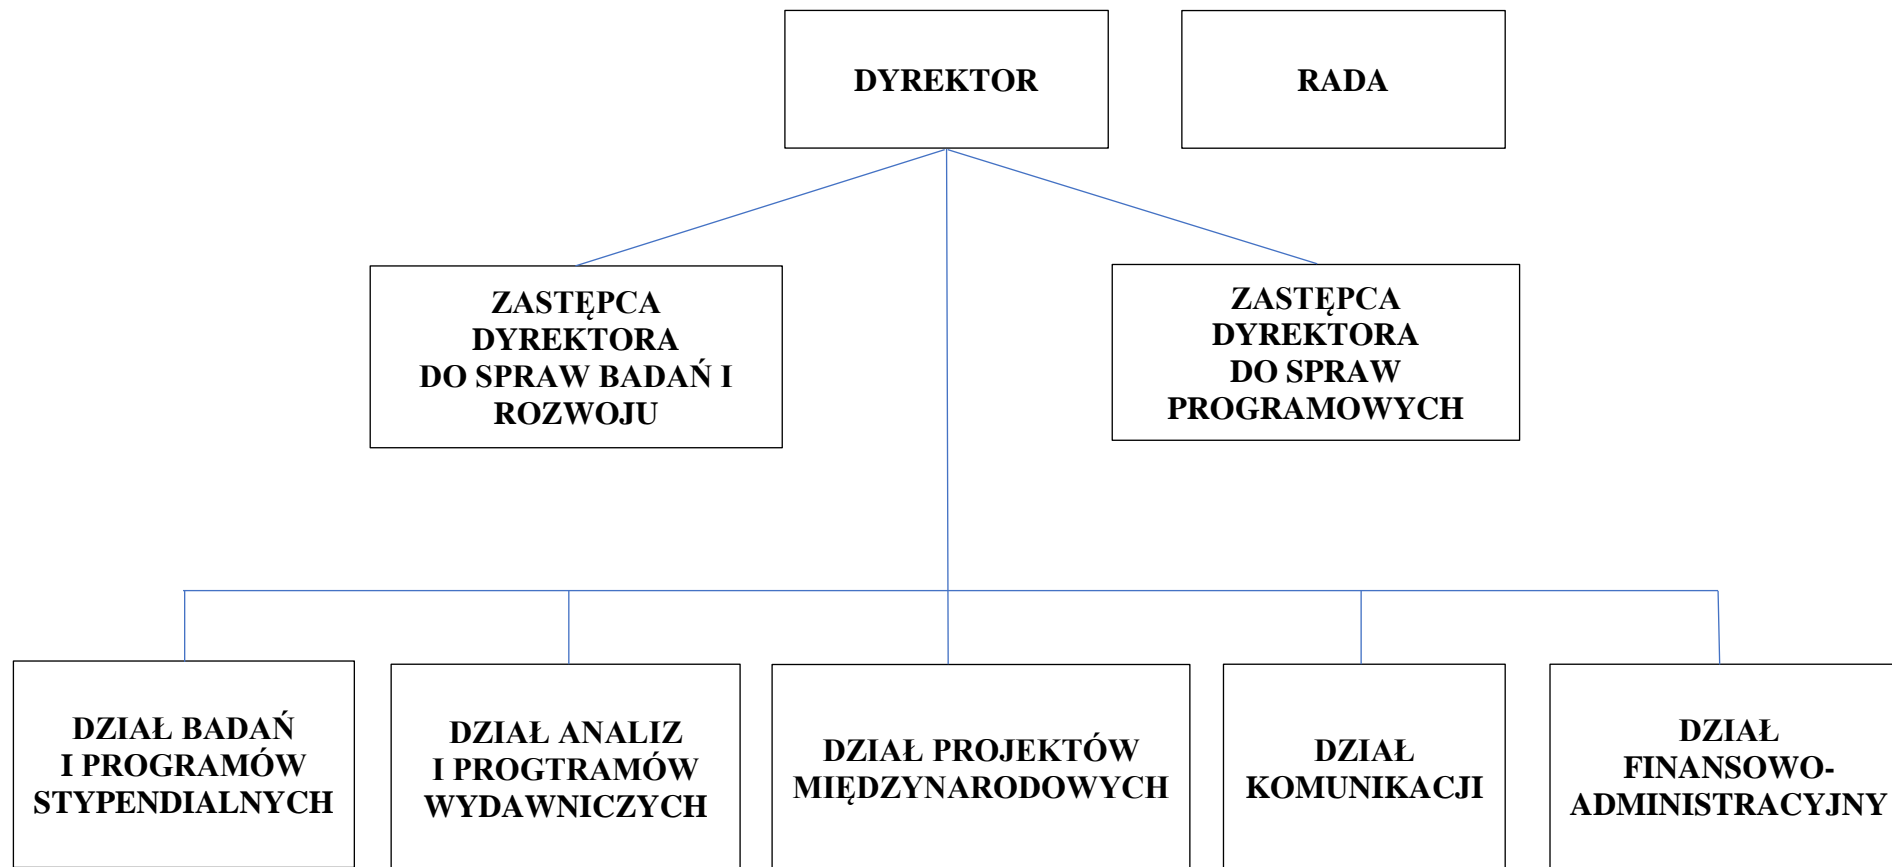 DYREKTOR
RADA
ZASTĘPCA
DYREKTORA
DO SPRAW BADAŃ I
ROZWOJU
ZASTĘPCA
DYREKTORA
DO SPRAW
PROGRAMOWYCH
DZIAŁ BADAŃ
I PROGRAMÓW
STYPENDIALNYCH
DZIAŁ ANALIZ
I PROGTRAMÓW
WYDAWNICZYCH
DZIAŁ PROJEKTÓW
MIĘDZYNARODOWYCH
DZIAŁ
KOMUNIKACJI
DZIAŁ
FINANSOWO-
ADMINISTRACYJNY